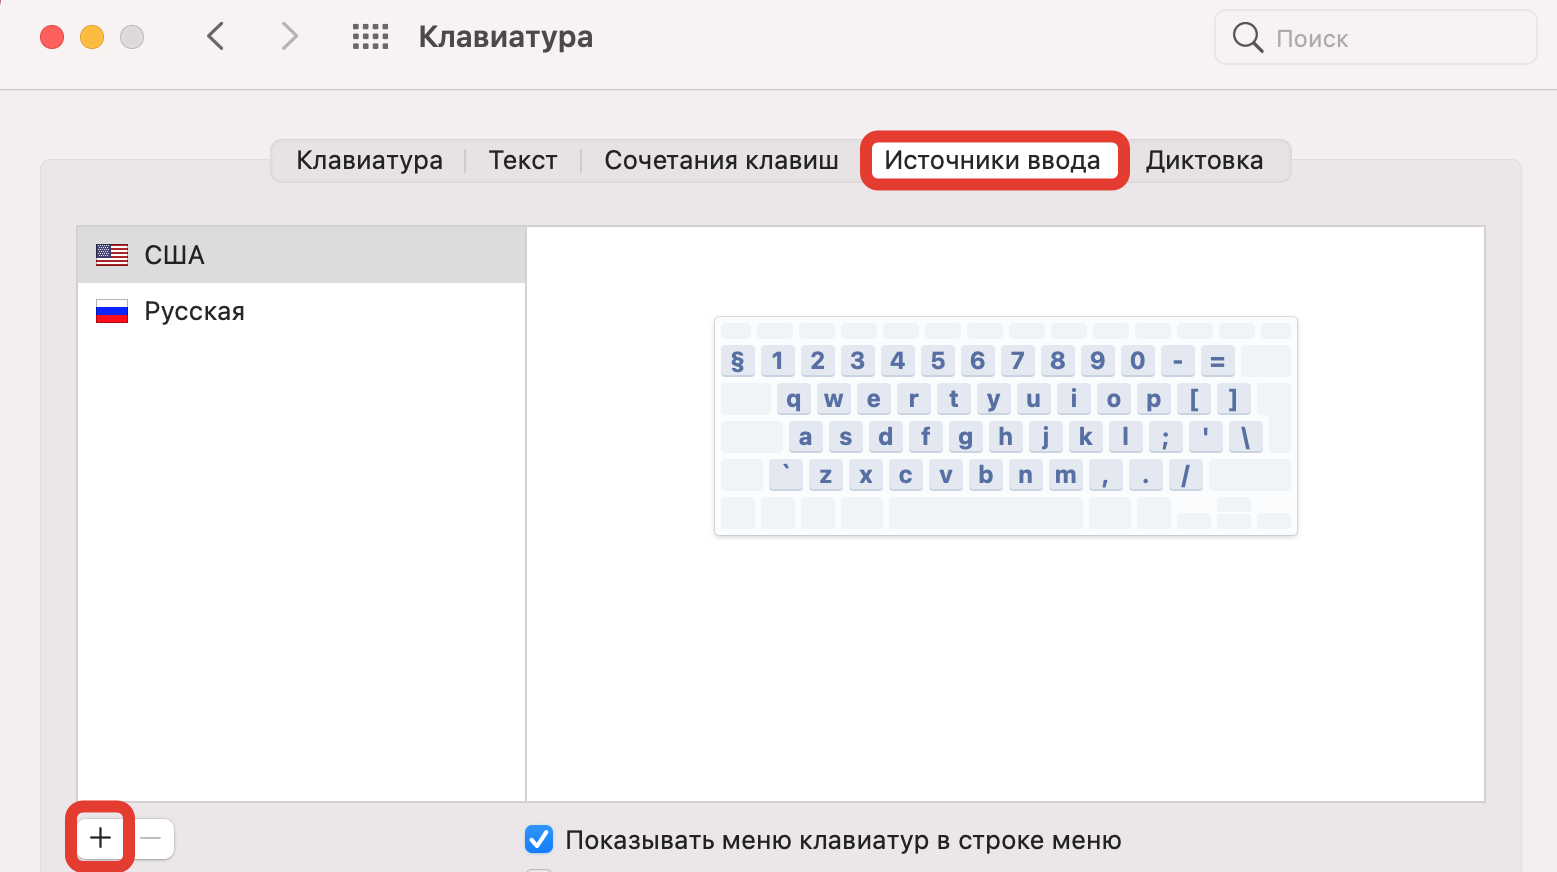 Клавиатура
Поиск
Клавиатура Текст Сочетания клавиш Источники ввода Диктовка
США
Русская
§ 1 2 3 4 5 6 7 8 9 0 - =
q w e r t y u i o p [ ]
a s d f g h j k l ; ' \
` z x c v b n m , . /
Показывать меню клавиатур в строке меню